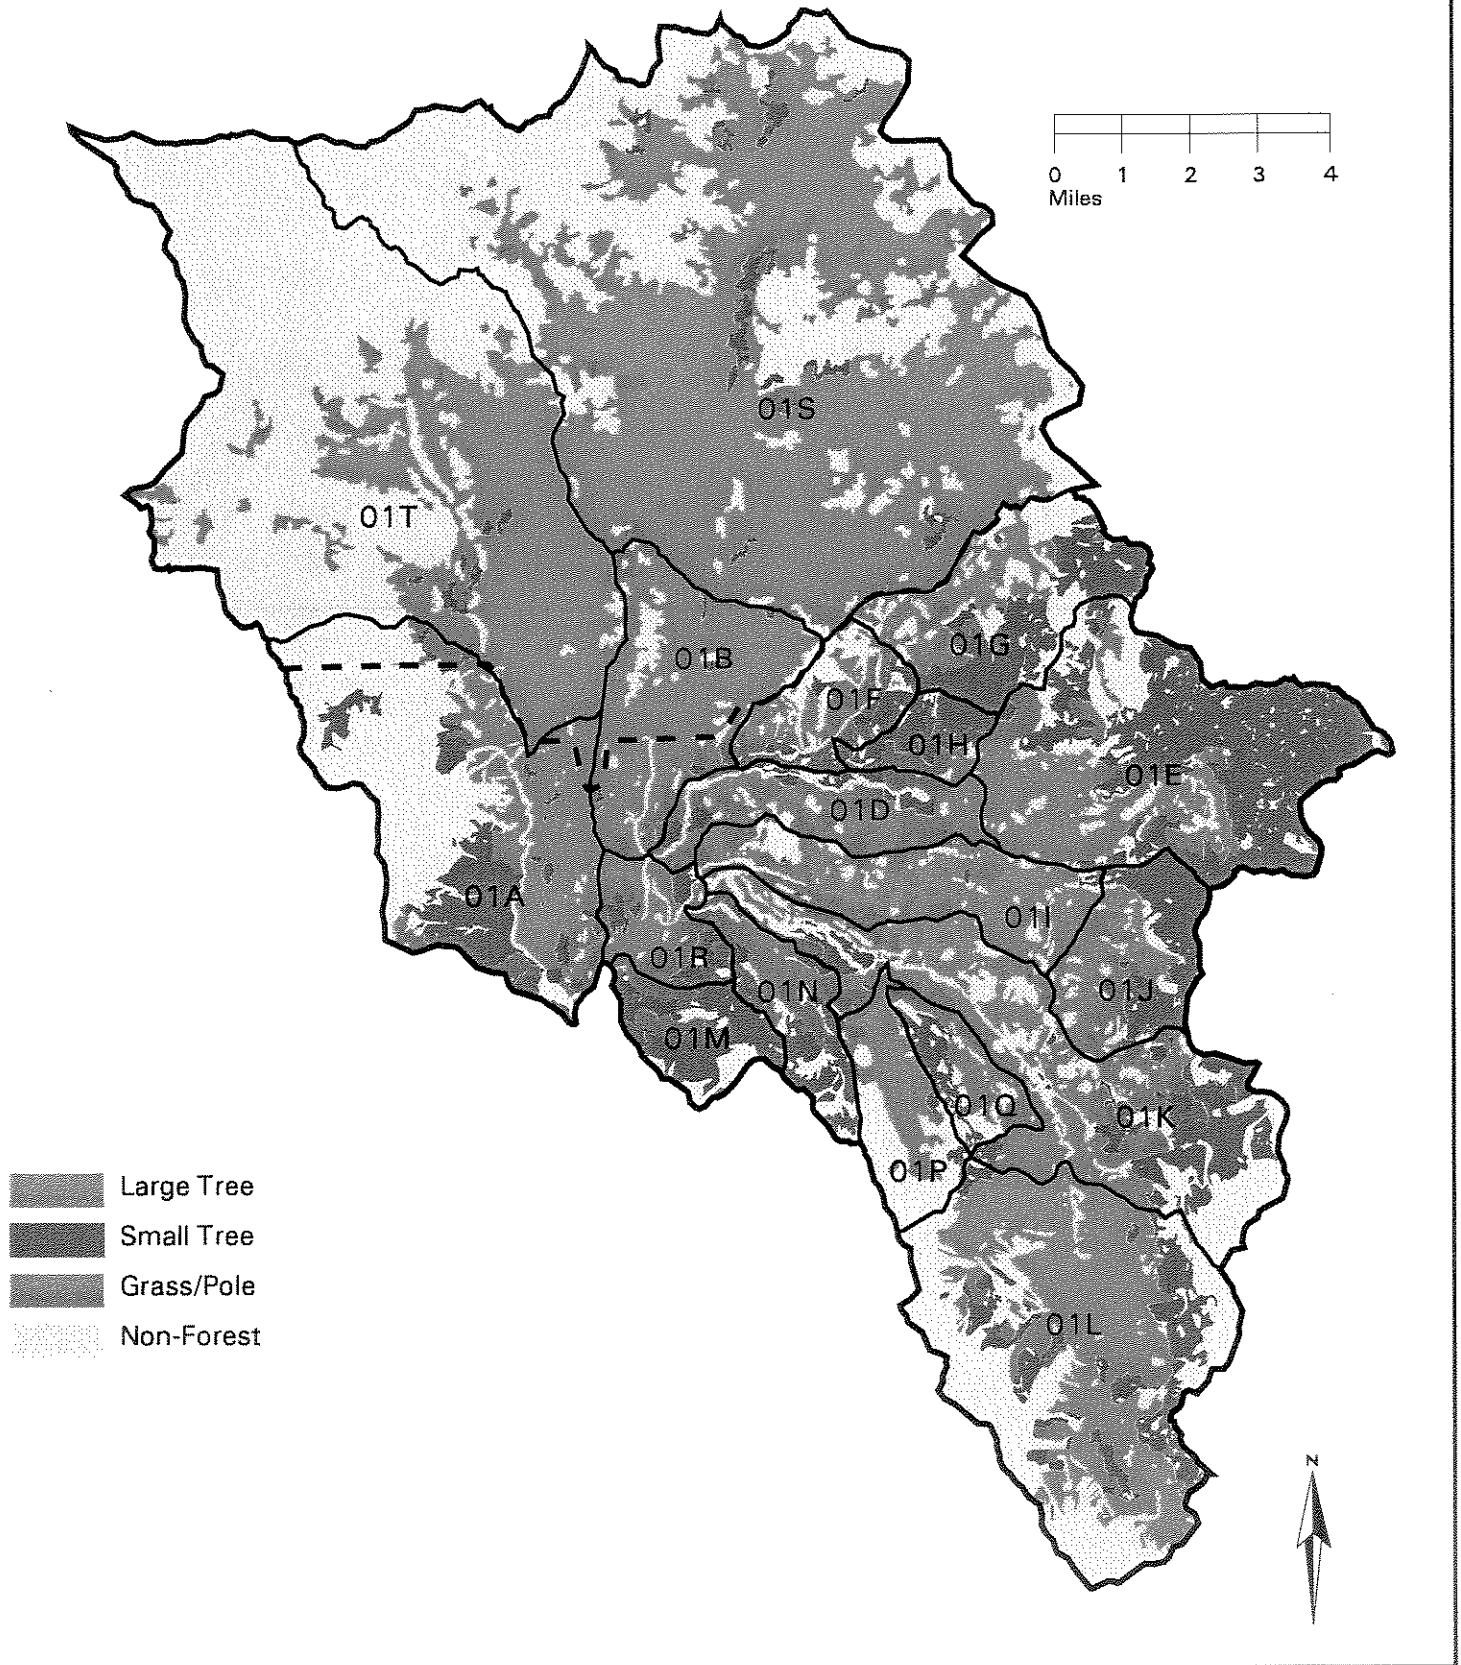 0
1
2
3
4
Miles
01S
01T
01G
01B
01F
01H
01E
01D
01A
01I
01R
01N
01J
01M
01Q
01K
01P
Large Tree
Small Tree
Grass/Pole
Non-Forest
01L
N